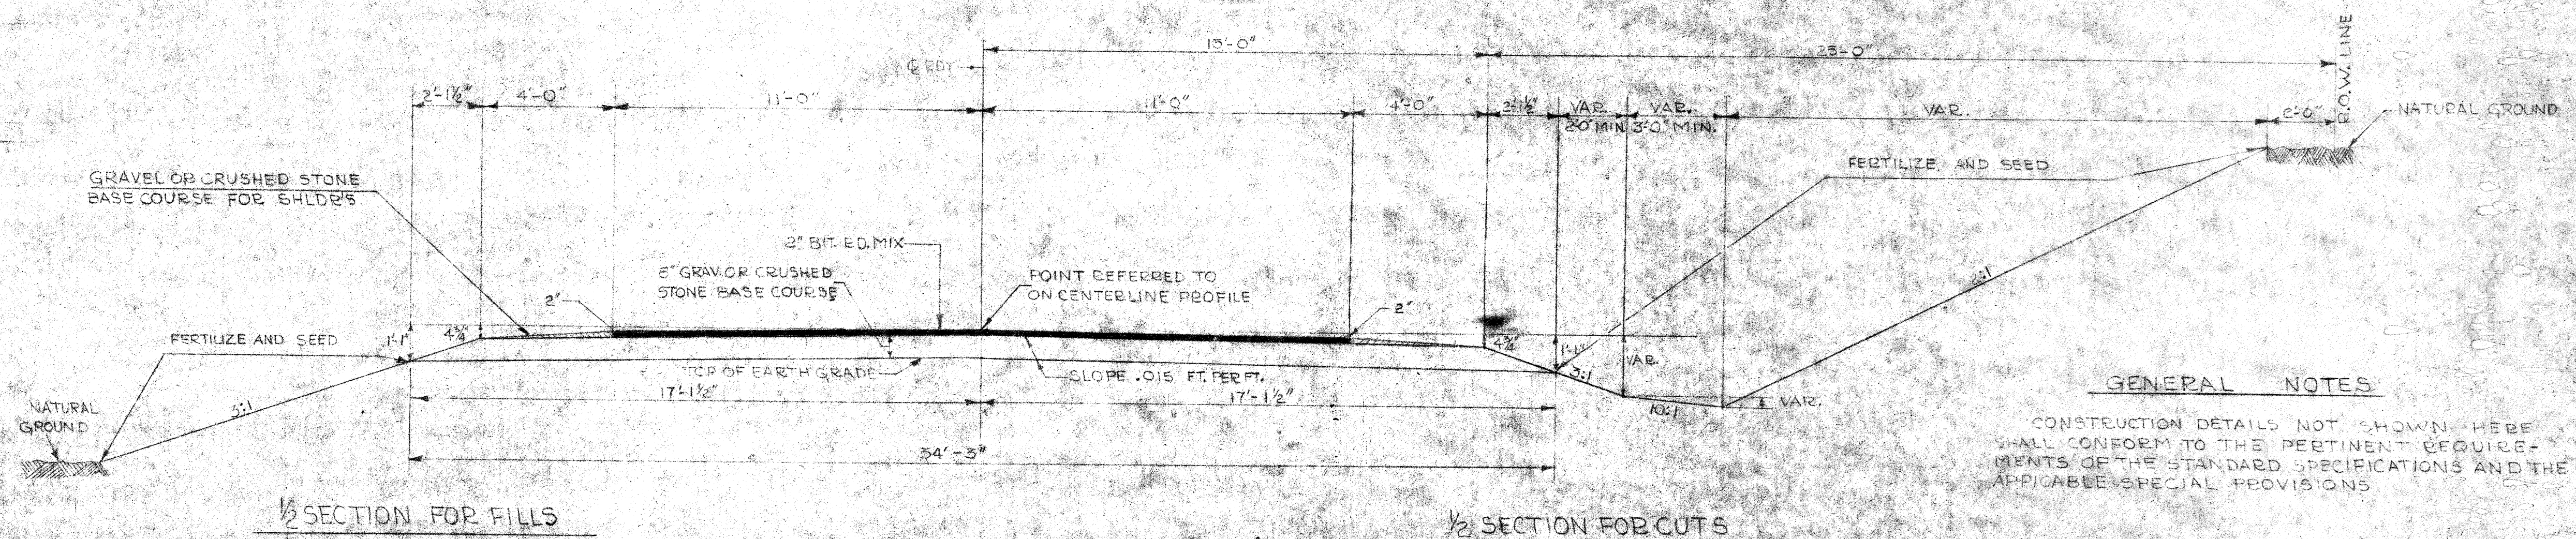 15'-0"
25-0"
R.O.W. LINE
2'-1½"
4'-0"
11'-0"
11'-0"
4'-0"
2-1½"
VAR.
2'-0" MIN.
VAR.
3'-0" MIN.
VAR.
2'-0"
NATURAL GROUND
GRAVEL OR CRUSHED STONE
BASE COURSE FOR SHLDR'S
FERTILIZE AND SEED
2" BIT. ED. MIX
GRAV. OR CRUSHED
STONE BASE COURSE
POINT REFERRED TO
ON CENTERLINE PROFILE
2"
2"
FERTILIZE AND SEED
1'-1"
4¾"
4¾"
1'-1"
VAR.
3:1
2:1
TOP OF EARTH GRADE
SLOPE .015 FT. PER FT.
17'-1½"
17'-1½"
10:1
VAR.
NATURAL
GROUND
3:1
34'-3"
½ SECTION FOR FILLS
½ SECTION FOR CUTS
GENERAL NOTES
CONSTRUCTION DETAILS NOT SHOWN HERE
SHALL CONFORM TO THE PERTINENT REQUIRE-
MENTS OF THE STANDARD SPECIFICATIONS AND THE
APPICABLE SPECIAL PROVISIONS